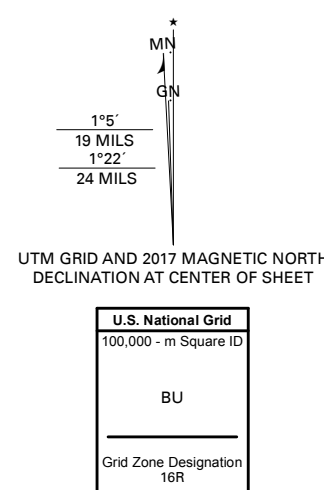 ★
MN
GN
1°5´
19 MILS
1°22´
24 MILS
UTM GRID AND 2017 MAGNETIC NORTH
DECLINATION AT CENTER OF SHEET
U.S. National Grid
100,000 - m Square ID
BU
Grid Zone Designation
16R